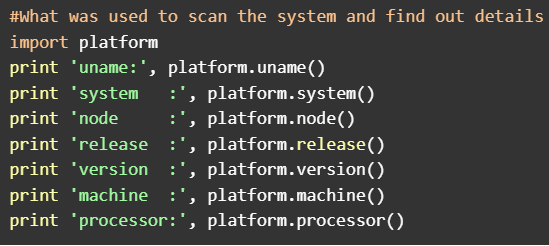 #What was used to scan the system and find out details
import platform
print 'uname:', platform.uname()
print 'system   :', platform.system()
print 'node     :', platform.node()
print 'release  :', platform.release()
print 'version  :', platform.version()
print 'machine  :', platform.machine()
print 'processor:', platform.processor()